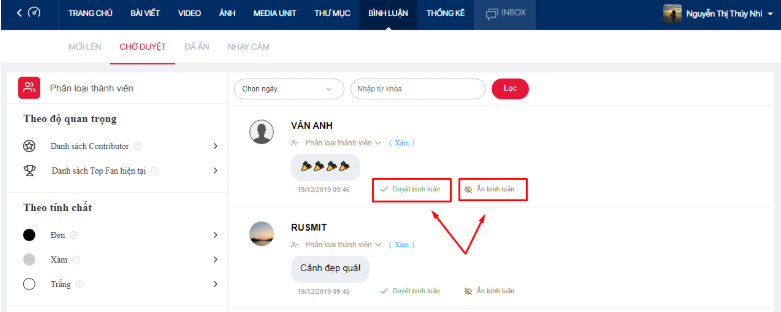 TRANG CHỦ BÀI VIẾT VIDEO ẢNH MEDIA UNIT THƯ MỤC BÌNH LUẬN THỐNG KÊ INBOX Nguyễn Thị Thúy Nhi
MỚI LÊN CHỜ DUYỆT ĐÃ ẨN NHẠY CẢM
Phân loại thành viên
Chọn ngày Nhập từ khóa Lọc
Theo độ quan trọng
Danh sách Contributor
Danh sách Top Fan hiện tại
Theo tính chất
Đen
Xám
Trắng
VÂN ANH
Phân loại thành viên ( Xám )
19/12/2019 09:46 Duyệt bình luận Ẩn bình luận
RUSMIT
Phân loại thành viên ( Xám )
Cảnh đẹp quá!
19/12/2019 09:45 Duyệt bình luận Ẩn bình luận